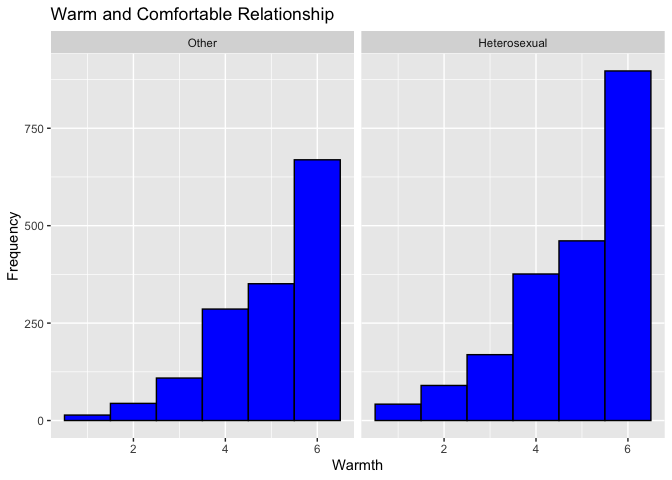 Warm and Comfortable Relationship
Other
Heterosexual
Frequency
750
500
250
0
2
4
6
2
4
6
Warmth